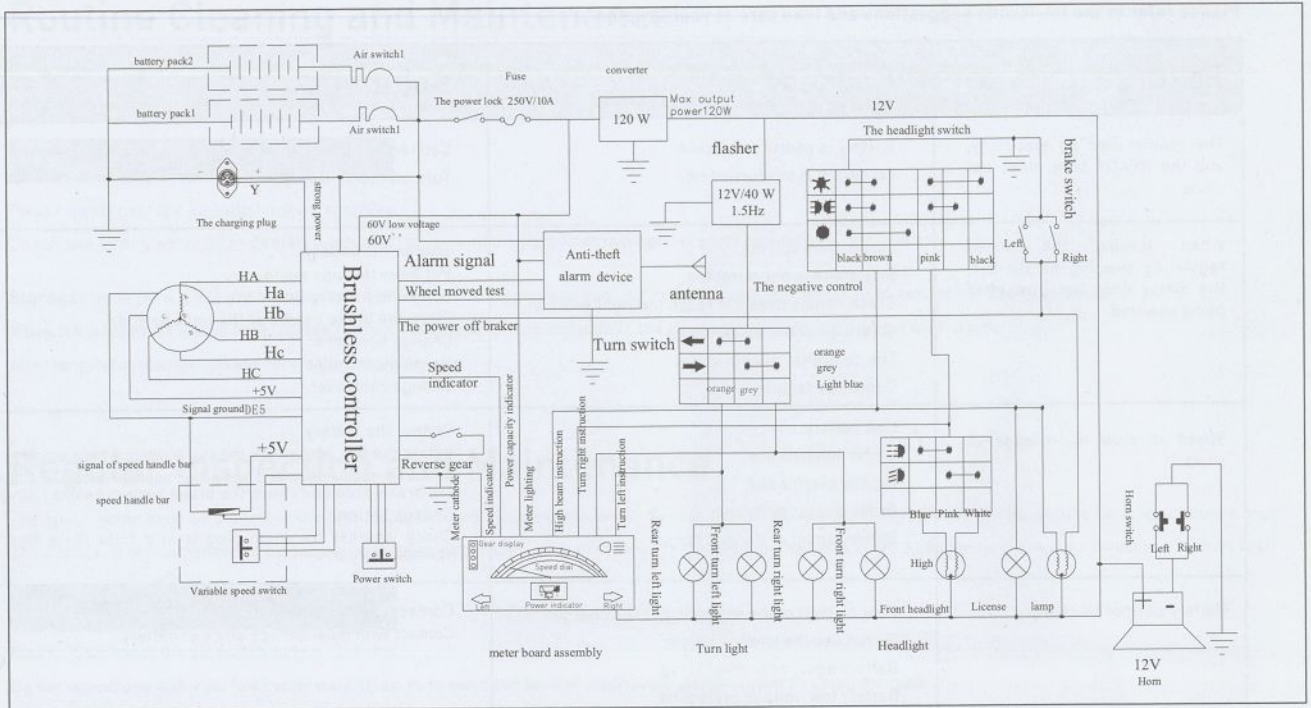 battery pack2
Air switch1
battery pack1
Air switch1
The power lock
Fuse
250V/10A
converter
120 W
Max output
power120W
12V
+
Y
The charging plug
strong power
60V low voltage
60V
flasher
12V/40 W
1.5Hz
The headlight switch
black
brown
pink
black
brake switch
Left
Right
Brushless controller
Alarm signal
Wheel moved test
The power off braker
Anti-theft
alarm device
antenna
The negative control
Turn switch
orange
grey
orange
grey
Light blue
HA
Ha
Hb
HB
Hc
HC
+5V
Signal ground
DE5
+5V
signal of speed handle bar
speed handle bar
Variable speed switch
Power switch
Speed
indicator
Reverse gear
Meter cathode
Speed indicator
Power capacity indicator
Meter lighting
High beam instruction
Turn right instruction
Turn left instruction
Gear display
Speed dial
Left
Power indicator
Right
meter board assembly
Rear turn left light
Front turn left light
Rear turn right light
Front turn right light
Turn light
Blue
Pink
White
High
Front headlight
Headlight
License
lamp
Horn switch
Left
Right
+
-
12V
Horn